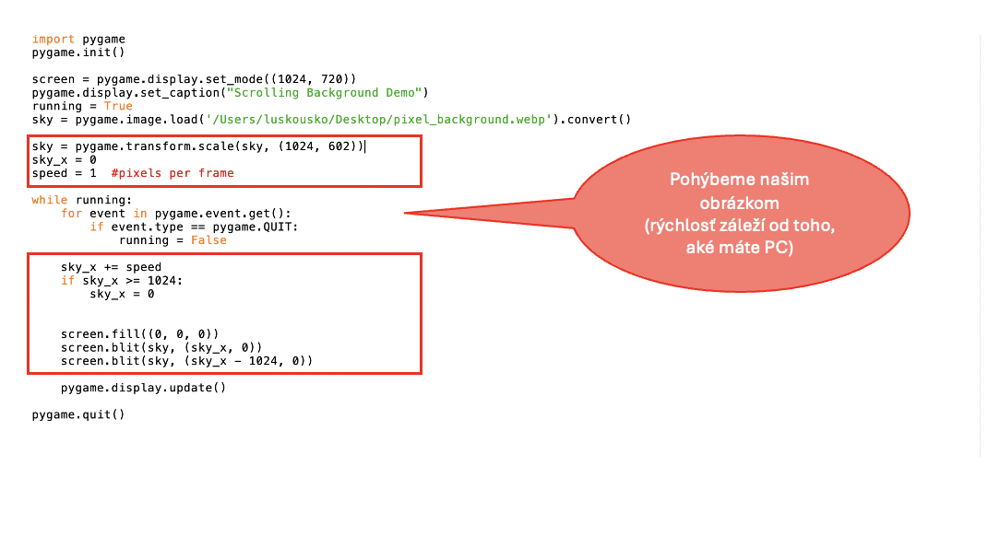 import pygame
pygame.init()
screen = pygame.display.set_mode((1024, 720))
pygame.display.set_caption("Scrolling Background Demo")
running = True
sky = pygame.image.load('/Users/luskousko/Desktop/pixel_background.webp').convert()
sky = pygame.transform.scale(sky, (1024, 602))
sky_x = 0
speed = 1  #pixels per frame
while running:
    for event in pygame.event.get():
        if event.type == pygame.QUIT:
            running = False
    sky_x += speed
    if sky_x >= 1024:
        sky_x = 0
    screen.fill((0, 0, 0))
    screen.blit(sky, (sky_x, 0))
    screen.blit(sky, (sky_x - 1024, 0))
    pygame.display.update()
pygame.quit()
Pohýbeme našim
obrázkom
(rýchlosť záleží od toho,
aké máte PC)